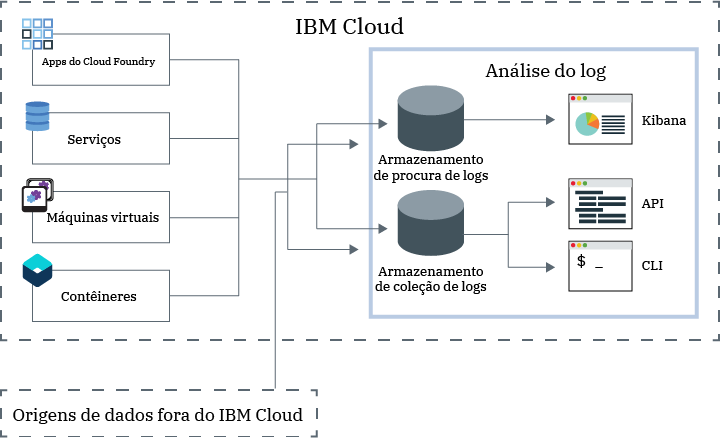 IBM Cloud
Apps do Cloud Foundry
Serviços
Máquinas virtuais
Contêineres
Análise do log
Armazenamento
de procura de logs
Kibana
Armazenamento
de coleção de logs
API
$ _
CLI
Origens de dados fora do IBM Cloud